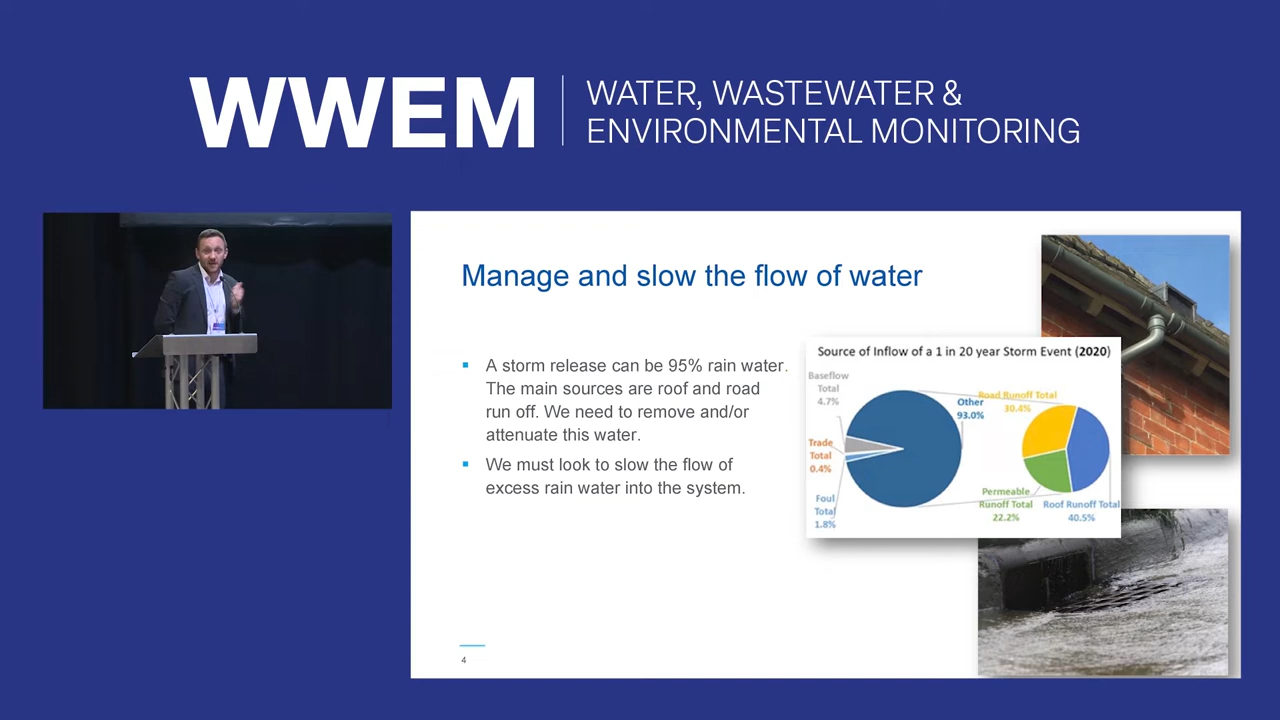 WWEM
WATER, WASTEWATER &
ENVIRONMENTAL MONITORING
Manage and slow the flow of water
A storm release can be 95% rain water.
The main sources are roof and road
run off. We need to remove and/or
attenuate this water.
We must look to slow the flow of
excess rain water into the system.
Source of Inflow of a 1 in 20 year Storm Event (2020)
Baseflow
Total
4.7%
Trade
Total
0.4%
Foul
Total
1.8%
Other
93.0%
Road Runoff Total
30.4%
Permeable
Runoff Total
22.2%
Roof Runoff Total
40.5%
4